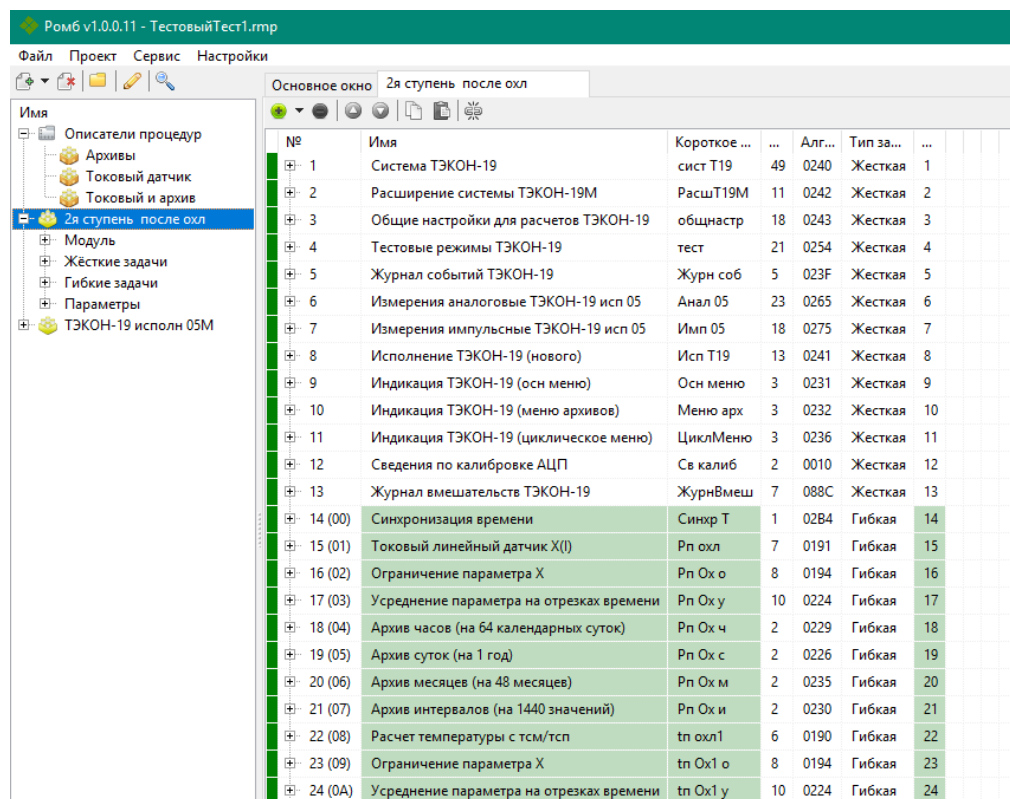 Ромб v1.0.0.11 - ТестовыйТест1.rmp
Файл Проект Сервис Настройки
Основное окно 2я ступень после охл
Имя
Описатели процедур
Архивы
Токовый датчик
Токовый и архив
2я ступень после охл
Модуль
Жёсткие задачи
Гибкие задачи
Параметры
ТЭКОН-19 исполн 05М
№ Имя Короткое ... ... Алг... Тип за... ...
1 Система ТЭКОН-19 сист Т19 49 0240 Жесткая 1
2 Расширение системы ТЭКОН-19М РасшТ19М 11 0242 Жесткая 2
3 Общие настройки для расчетов ТЭКОН-19 общнастр 18 0243 Жесткая 3
4 Тестовые режимы ТЭКОН-19 тест 21 0254 Жесткая 4
5 Журнал событий ТЭКОН-19 Журн соб 5 023F Жесткая 5
6 Измерения аналоговые ТЭКОН-19 исп 05 Анал 05 23 0265 Жесткая 6
7 Измерения импульсные ТЭКОН-19 исп 05 Имп 05 18 0275 Жесткая 7
8 Исполнение ТЭКОН-19 (нового) Исп Т19 13 0241 Жесткая 8
9 Индикация ТЭКОН-19 (осн меню) Осн меню 3 0231 Жесткая 9
10 Индикация ТЭКОН-19 (меню архивов) Меню арх 3 0232 Жесткая 10
11 Индикация ТЭКОН-19 (циклическое меню) ЦиклМеню 3 0236 Жесткая 11
12 Сведения по калибровке АЦП Св калиб 2 0010 Жесткая 12
13 Журнал вмешательств ТЭКОН-19 ЖурнВмеш 7 088C Жесткая 13
14 (00) Синхронизация времени Синхр Т 1 02B4 Гибкая 14
15 (01) Токовый линейный датчик X(I) Рп охл 7 0191 Гибкая 15
16 (02) Ограничение параметра X Рп Ох о 8 0194 Гибкая 16
17 (03) Усреднение параметра на отрезках времени Рп Ох у 10 0224 Гибкая 17
18 (04) Архив часов (на 64 календарных суток) Рп Ох ч 2 0229 Гибкая 18
19 (05) Архив суток (на 1 год) Рп Ох с 2 0226 Гибкая 19
20 (06) Архив месяцев (на 48 месяцев) Рп Ох м 2 0235 Гибкая 20
21 (07) Архив интервалов (на 1440 значений) Рп Ох и 2 0230 Гибкая 21
22 (08) Расчет температуры с тсм/тсп tп охл1 6 0190 Гибкая 22
23 (09) Ограничение параметра X tп Ох1 о 8 0194 Гибкая 23
24 (0A) Усреднение параметра на отрезках времени tп Ох1 у 10 0224 Гибкая 24